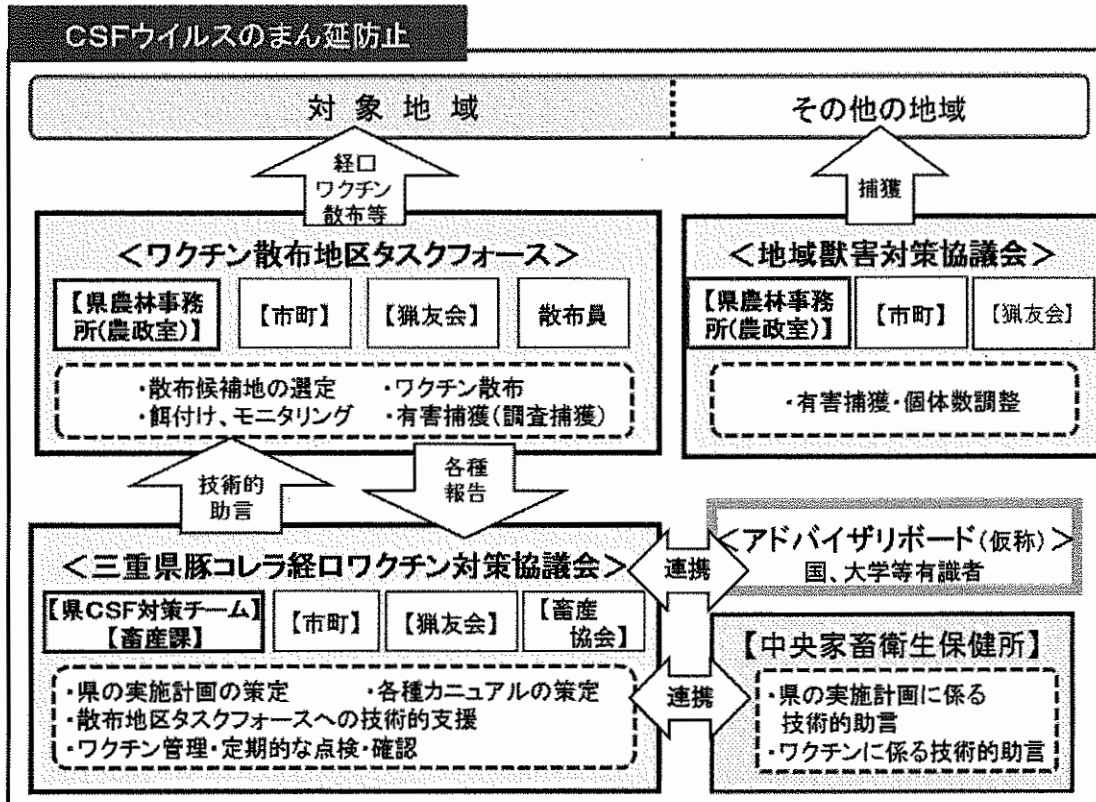 CSFウイルスのまん延防止
対象地域
その他の地域
経口
ワクチン
散布等
捕獲
＜ワクチン散布地区タスクフォース＞
【県農林事務
所(農政室)】
【市町】
【猟友会】
散布員
・散布候補地の選定 ・ワクチン散布
・餌付け、モニタリング ・有害捕獲(調査捕獲)
＜地域獣害対策協議会＞
【県農林事務
所(農政室)】
【市町】
【猟友会】
・有害捕獲・個体数調整
技術的
助言
各種
報告
＜三重県豚コレラ経口ワクチン対策協議会＞
【県CSF対策チーム】
【畜産課】
【市町】
【猟友会】
【畜産
協会】
・県の実施計画の策定 ・各種カニュアルの策定
・散布地区タスクフォースへの技術的支援
・ワクチン管理・定期的な点検・確認
連携
＜アドバイザリボード(仮称)＞
国、大学等有識者
連携
【中央家畜衛生保健所】
・県の実施計画に係る
技術的助言
・ワクチンに係る技術的助言